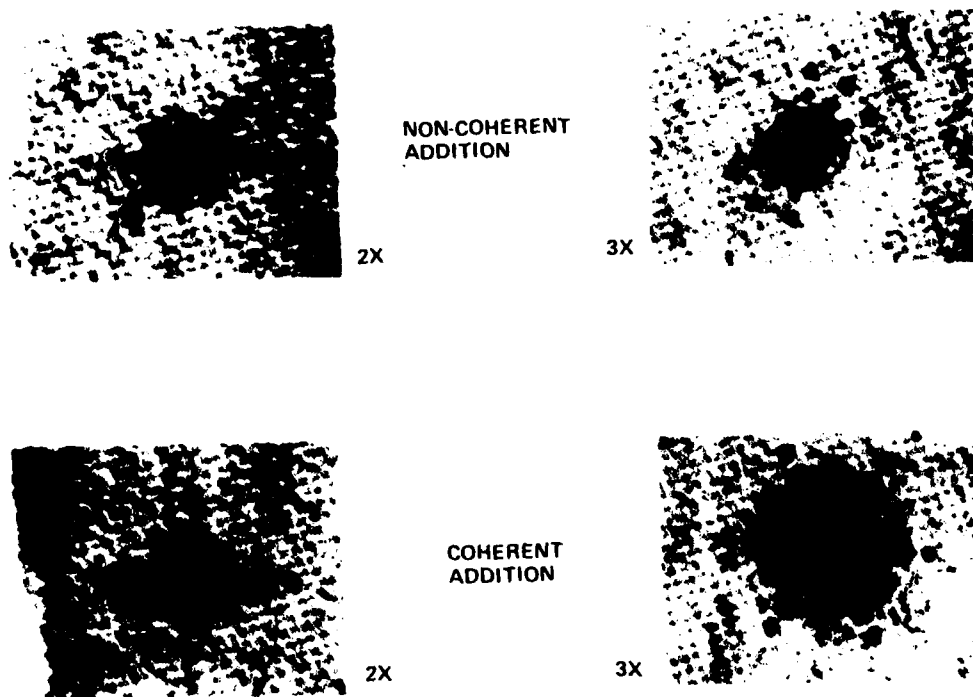 NON-COHERENT
ADDITION
2X
3X
COHERENT
ADDITION
2X
3X